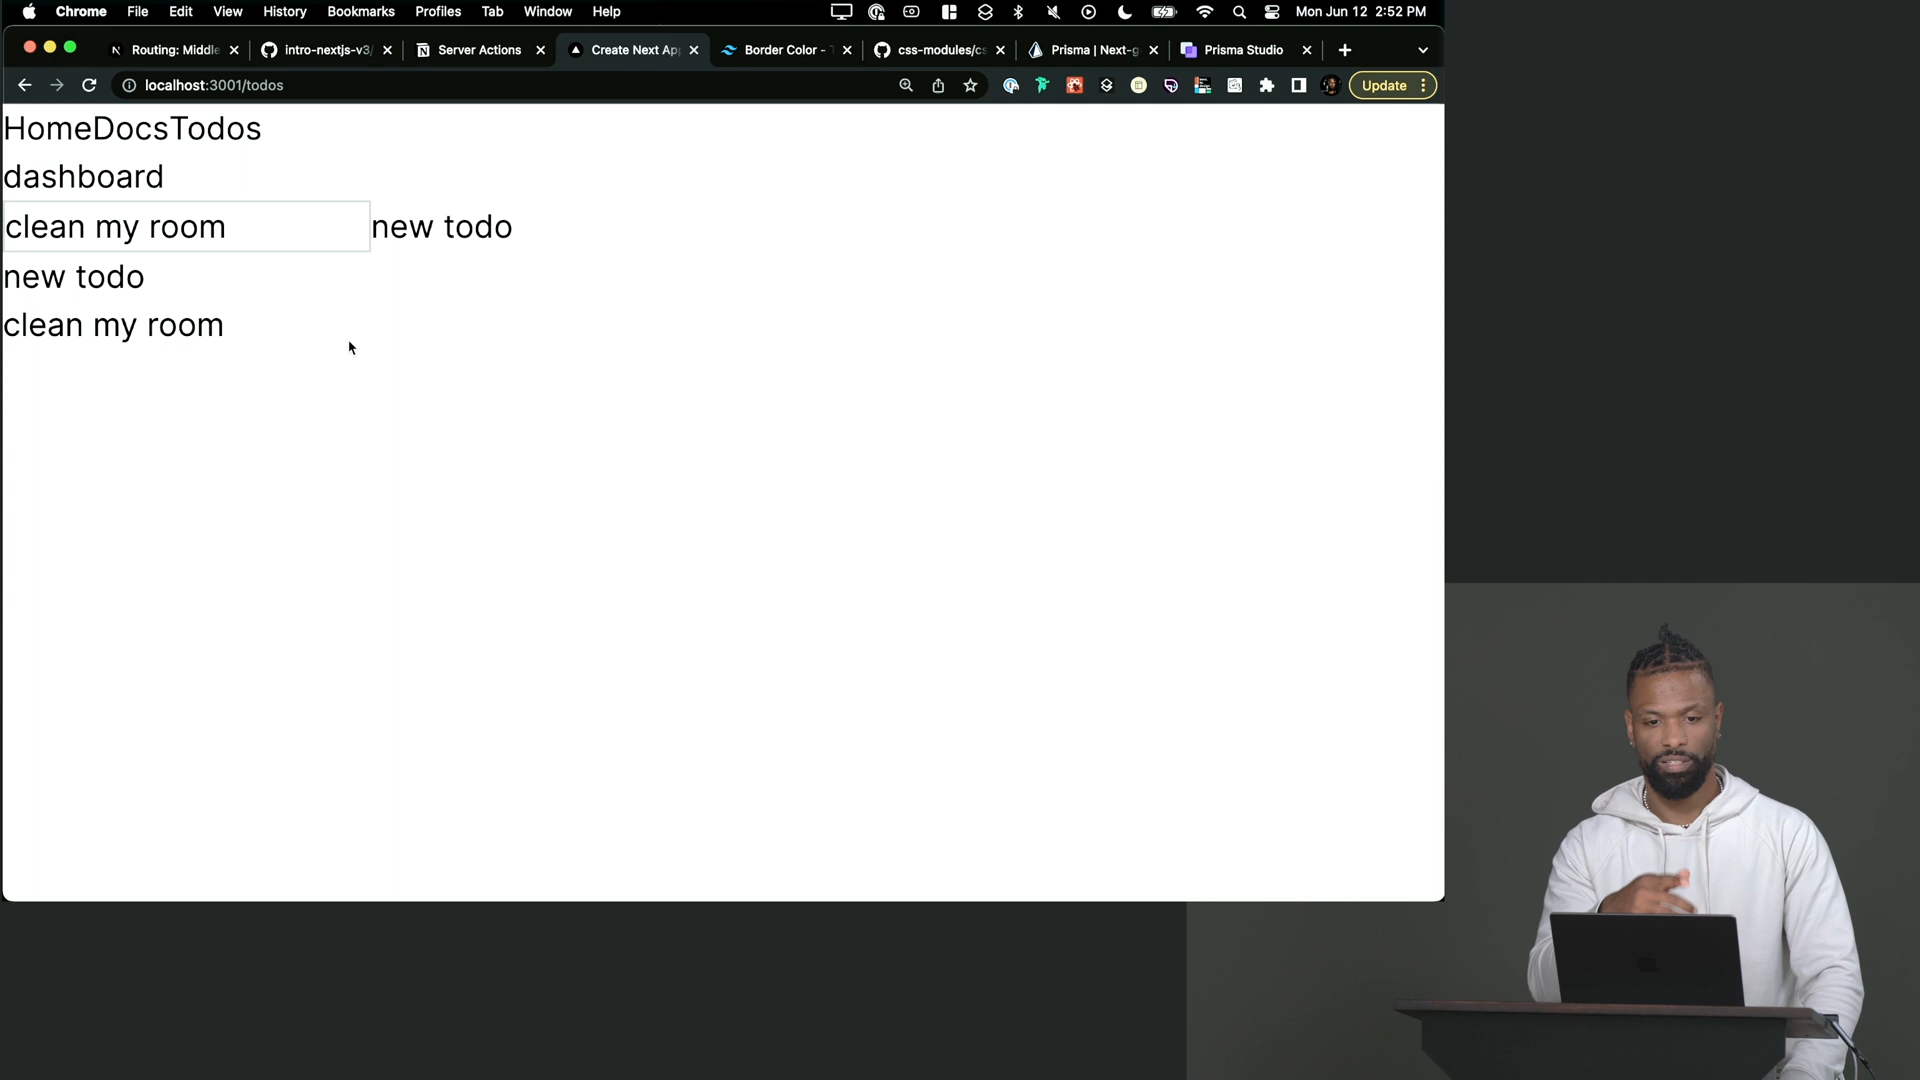 Chrome File Edit View History Bookmarks Profiles Tab Window Help Mon Jun 12 2:52 PM
Routing: Middle intro-nextjs-v3/ Server Actions Create Next Ap Border Color - T css-modules/cs Prisma | Next-g Prisma Studio
localhost:3001/todos Update
HomeDocsTodos
dashboard
clean my room new todo
new todo
clean my room